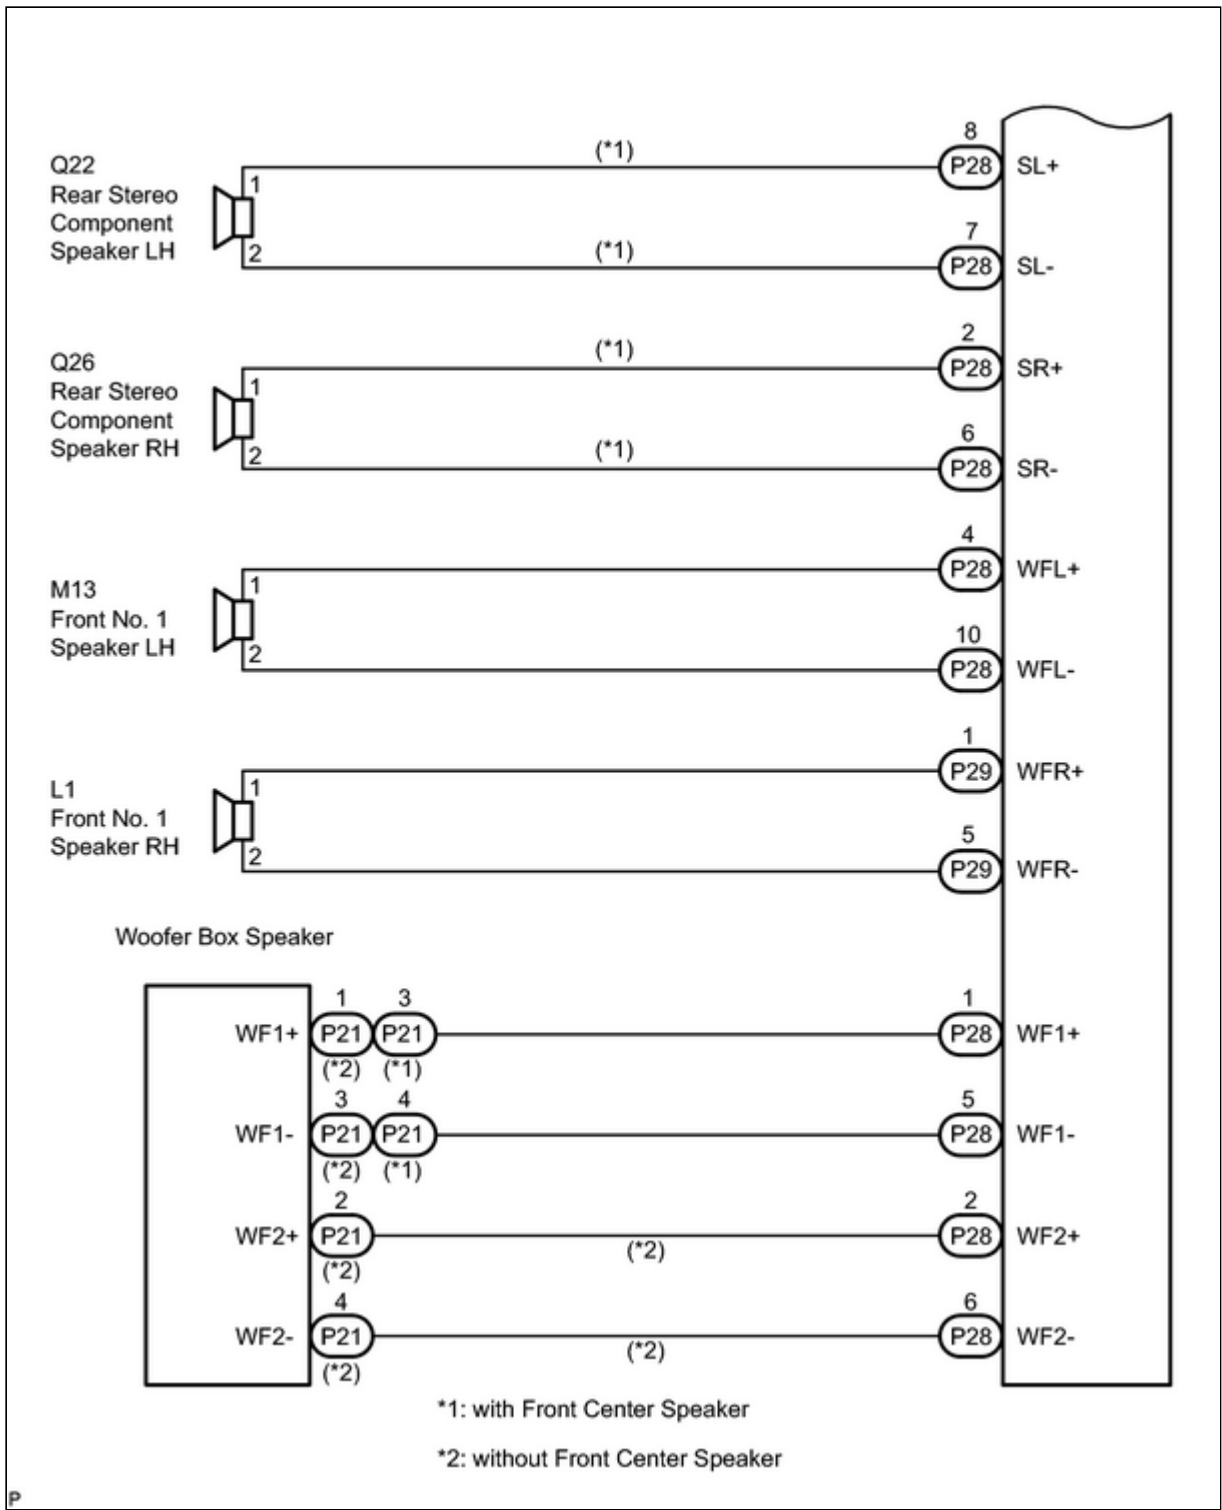 8
(*1)
Q22
P28 SL+
1
Rear Stereo
Component
7
Speaker LH
2
(*1)
P28 SL-
2
(*1)
Q26
P28 SR+
1
Rear Stereo
Component
6
Speaker RH
2
(*1)
P28 SR-
4
P28 WFL+
M13
1
Front No. 1
10
Speaker LH
2
P28 WFL-
1
P29 WFR+
L1
1
Front No. 1
5
Speaker RH
2
P29 WFR-
Woofer Box Speaker
1 3 1
WF1+ P21 P21 P28 WF1+
(*2) (*1)
3 4 5
WF1- P21 P21 P28 WF1-
(*2) (*1)
2 2
WF2+ P21 P28 WF2+
(*2) (*2)
4 6
WF2- P21 P28 WF2-
(*2) (*2)
*1: with Front Center Speaker
*2: without Front Center Speaker
P